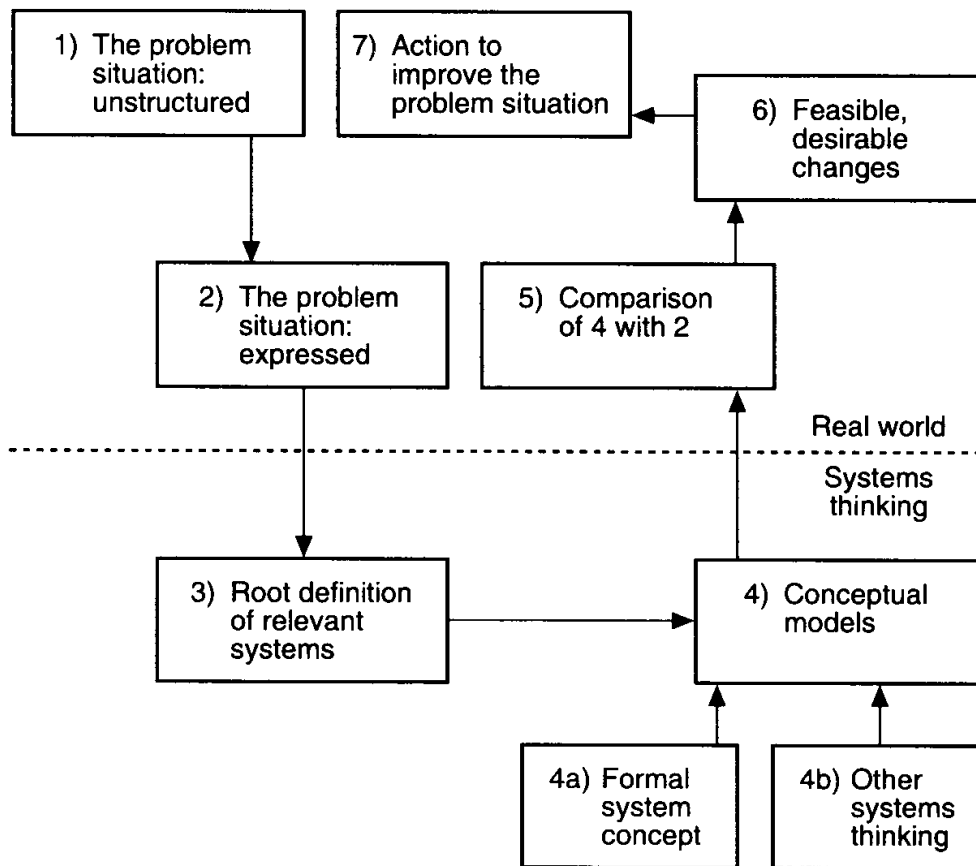 1) The problem
situation:
unstructured
7) Action to
improve the
problem situation
6) Feasible,
desirable
changes
2) The problem
situation:
expressed
5) Comparison
of 4 with 2
Real world
Systems
thinking
3) Root definition
of relevant
systems
4) Conceptual
models
4a) Formal
system
concept
4b) Other
systems
thinking